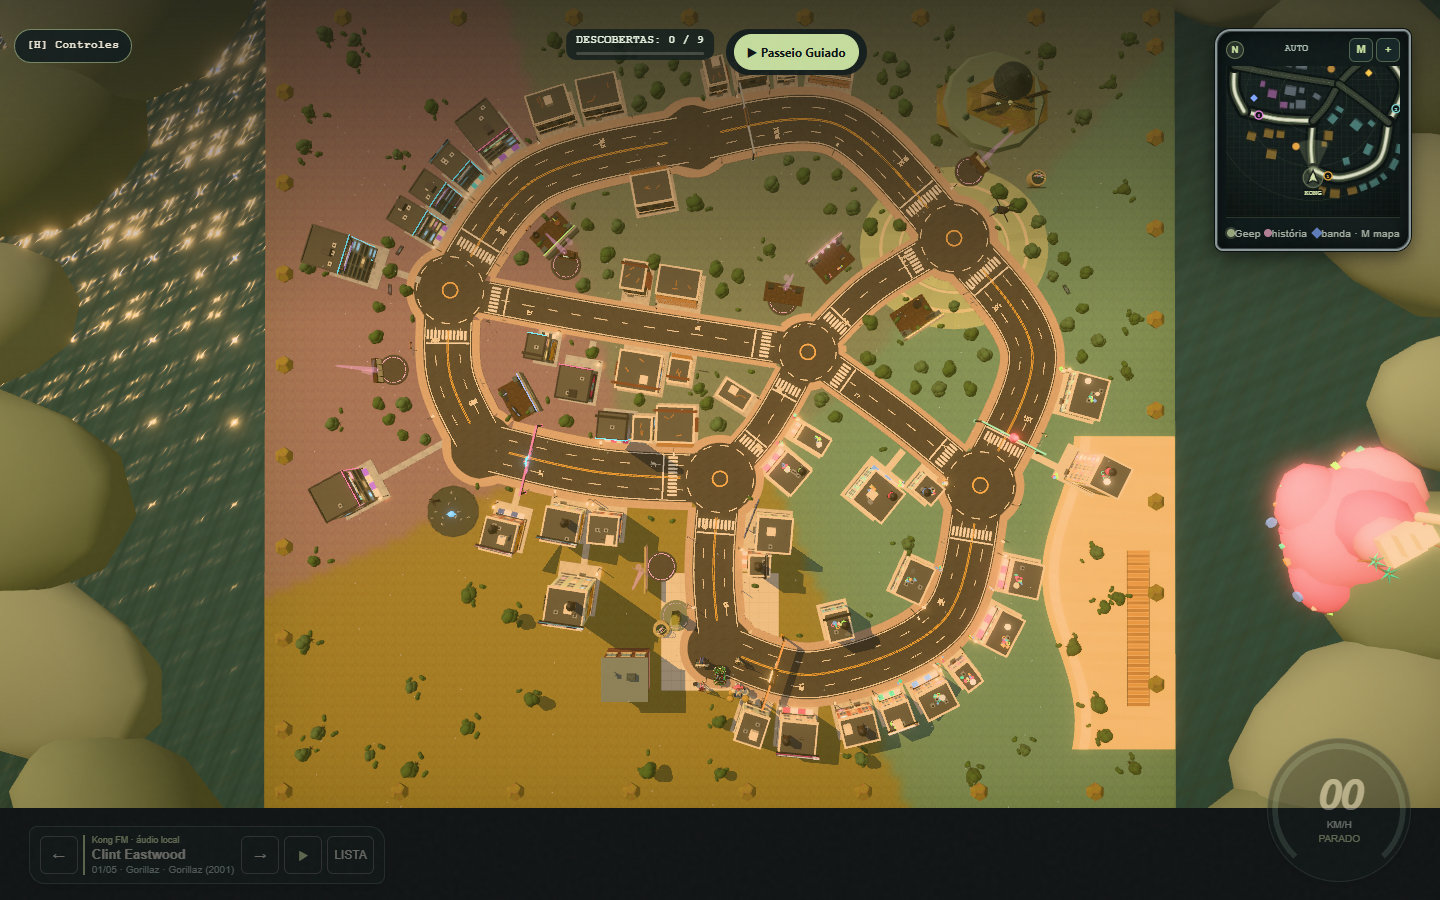 [H] Controles
DESCOBERTAS: 0 / 9
▶ Passeio Guiado
N
AUTO
M
+
KONG
Geep história banda · M mapa
←
Kong FM · áudio local
Clint Eastwood
01/05 · Gorillaz · Gorillaz (2001)
→
▶
LISTA
00
KM/H
PARADO